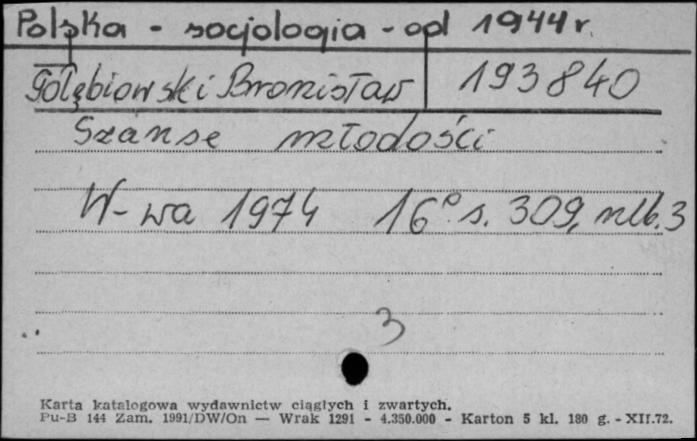 Polska - socjologia - od 1944 r.
Gołębiowski Bronisław 193840
Szanse młodości
W-wa 1974 16° s. 309, nlb. 3
3
Karta katalogowa wydawnictw ciągłych i zwartych.
Pu-B 144 Zam. 1991/DW/On — Wrak 1291 - 4.350.000 - Karton 5 kl. 180 g. - XII.72.